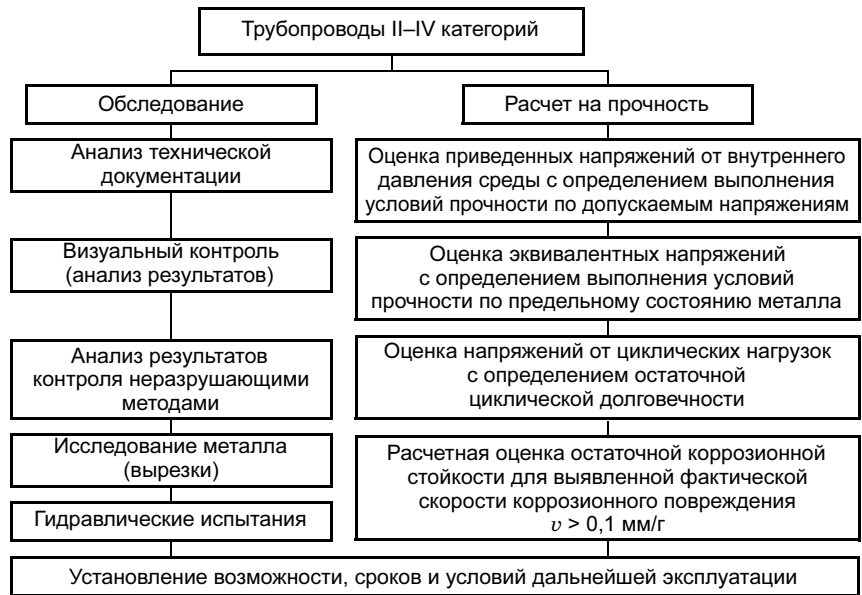 Трубопроводы II–IV категорий
Обследование
Анализ технической
документации
Визуальный контроль
(анализ результатов)
Анализ результатов
контроля неразрушающими
методами
Исследование металла
(вырезки)
Гидравлические испытания
Расчет на прочность
Оценка приведенных напряжений от внутреннего
давления среды с определением выполнения
условий прочности по допускаемым напряжениям
Оценка эквивалентных напряжений
с определением выполнения условий
прочности по предельному состоянию металла
Оценка напряжений от циклических нагрузок
с определением остаточной
циклической долговечности
Расчетная оценка остаточной коррозионной
стойкости для выявленной фактической
скорости коррозионного повреждения
v > 0,1 мм/г
Установление возможности, сроков и условий дальнейшей эксплуатации